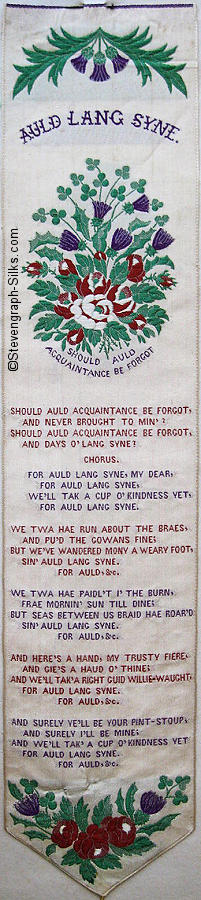 AULD LANG SYNE.
SHOULD AULD
ACQUAINTANCE BE FORGOT
SHOULD AULD ACQUAINTANCE BE FORGOT,
AND NEVER BROUGHT TO MIN'?
SHOULD AULD ACQUAINTANCE BE FORGOT,
AND DAYS O' LANG SYNE?
CHORUS.
FOR AULD LANG SYNE, MY DEAR,
FOR AULD LANG SYNE,
WE'LL TAK A CUP O' KINDNESS YET,
FOR AULD LANG SYNE.
WE TWA HAE RUN ABOUT THE BRAES,
AND PU'D THE GOWANS FINE;
BUT WE'VE WANDERED MONY A WEARY FOOT,
SIN' AULD LANG SYNE.
FOR AULD, &c.
WE TWA HAE PAIDL'T I' THE BURN,
FRAE MORNIN' SUN TILL DINE;
BUT SEAS BETWEEN US BRAID HAE ROAR'D
SIN' AULD LANG SYNE.
FOR AULD, &c.
AND HERE'S A HAND, MY TRUSTY FIERE,
AND GIE'S A HAUD O' THINE;
AND WE'LL TAK' A RIGHT GUID WILLIE-WAUGHT,
FOR AULD LANG SYNE.
FOR AULD, &c.
AND SURELY YE'LL BE YOUR PINT-STOUP,
AND SURELY I'LL BE MINE;
AND WE'LL TAK' A CUP O' KINDNESS YET
FOR AULD LANG SYNE.
FOR AULD, &c.
©Stevengraph-Silks.com